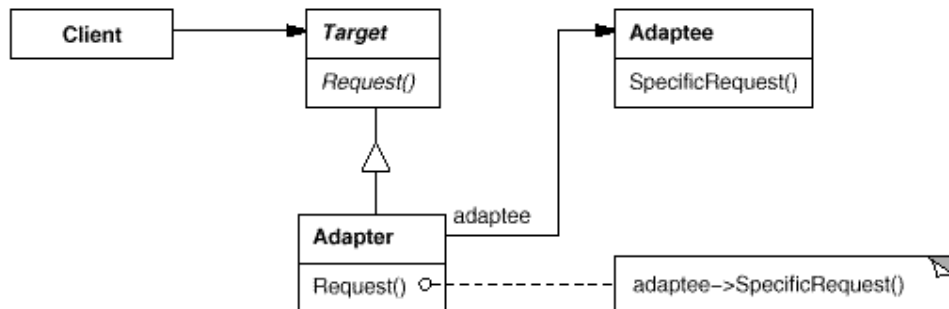 Client
Target
Request()
Adaptee
SpecificRequest()
adaptee
Adapter
Request()
adaptee->SpecificRequest()